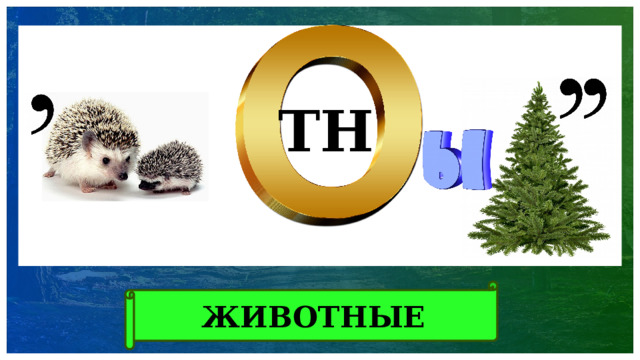 ’ О ТН Ы ”
ЖИВОТНЫЕ